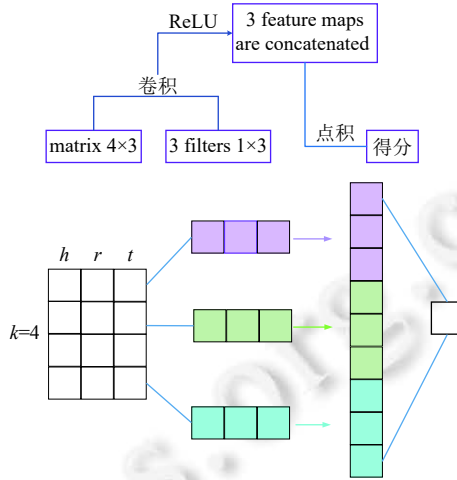 ReLU
3 feature maps
are concatenated
卷积
matrix 4×3
3 filters 1×3
点积
得分
h r t
k=4